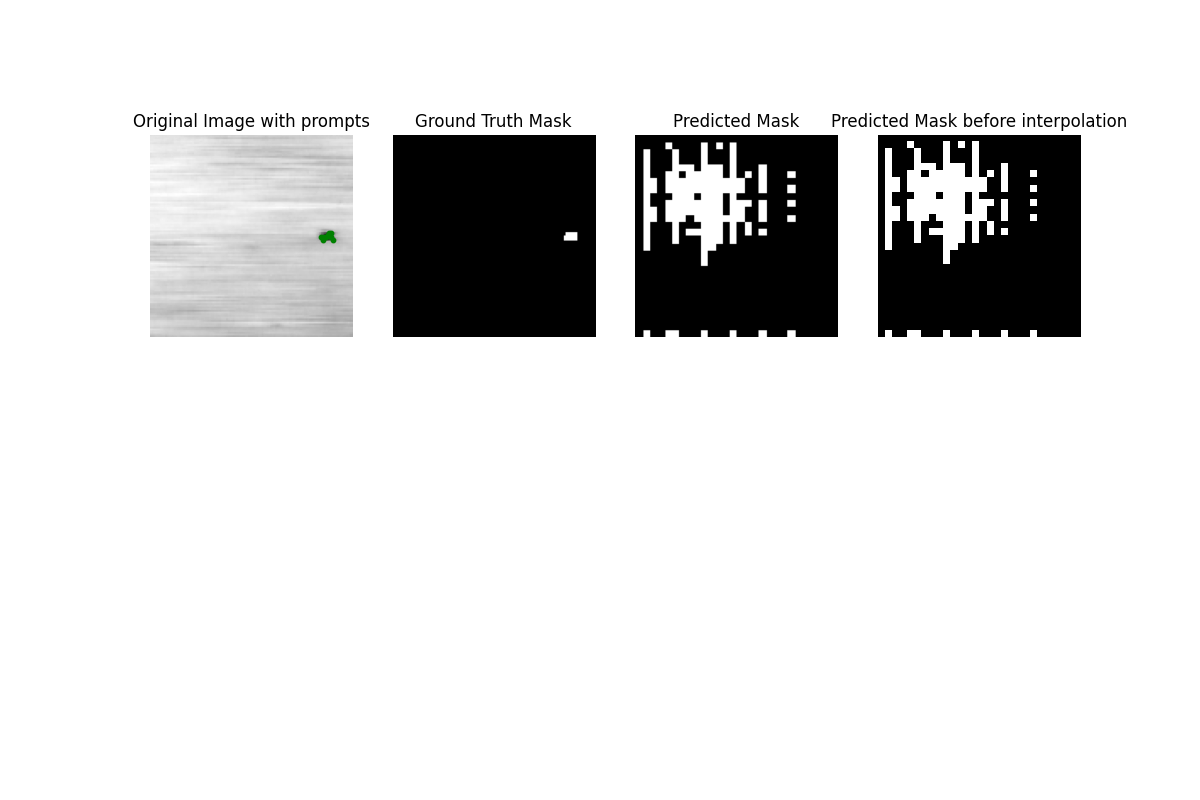 Original Image with prompts
Ground Truth Mask
Predicted Mask
Predicted Mask before interpolation